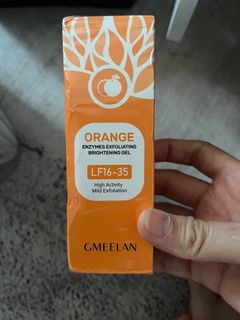 ORANGE
ENZYMES EXFOLIATING
BRIGHTENING GEL
LF16-35
High Activity
Mild Exfoliation
GMEELAN